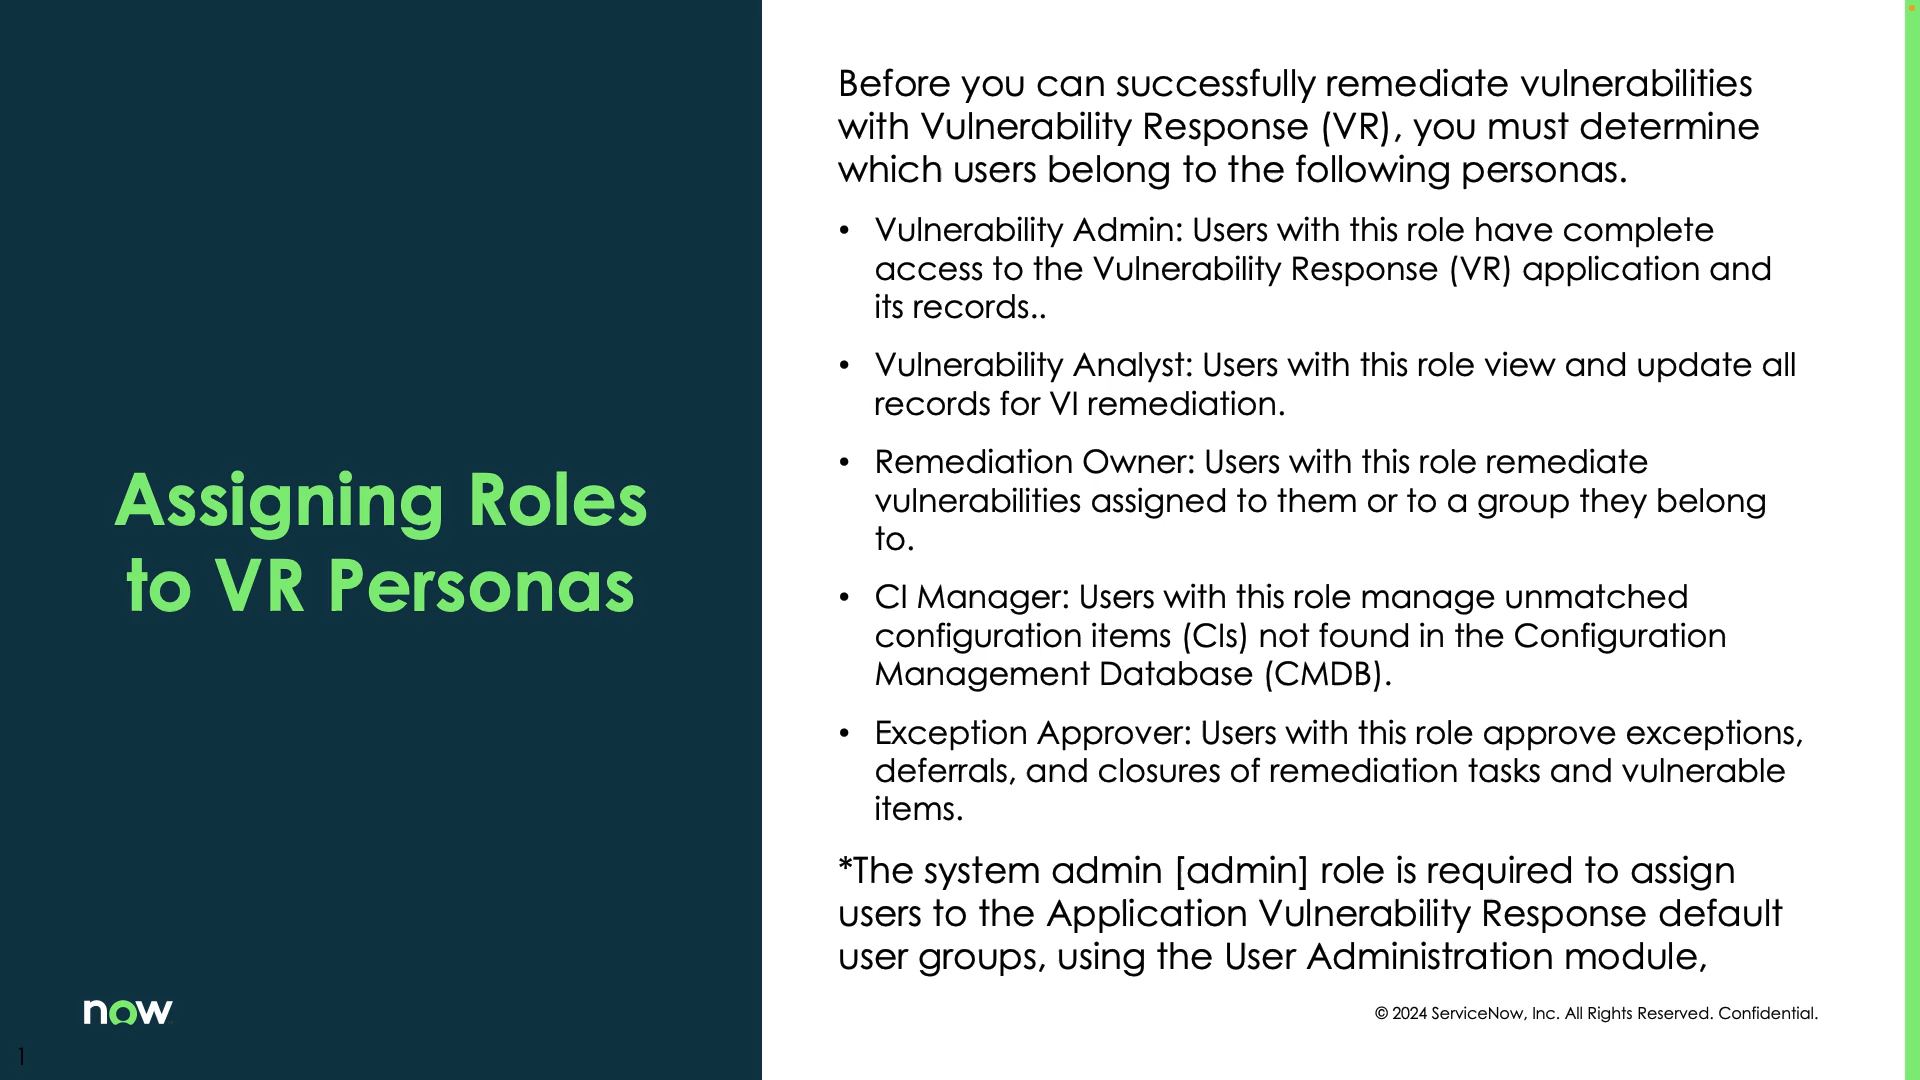 Assigning Roles
to VR Personas
Before you can successfully remediate vulnerabilities
with Vulnerability Response (VR), you must determine
which users belong to the following personas.
• Vulnerability Admin: Users with this role have complete
access to the Vulnerability Response (VR) application and
its records..
• Vulnerability Analyst: Users with this role view and update all
records for VI remediation.
• Remediation Owner: Users with this role remediate
vulnerabilities assigned to them or to a group they belong
to.
• CI Manager: Users with this role manage unmatched
configuration items (CIs) not found in the Configuration
Management Database (CMDB).
• Exception Approver: Users with this role approve exceptions,
deferrals, and closures of remediation tasks and vulnerable
items.
*The system admin [admin] role is required to assign
users to the Application Vulnerability Response default
user groups, using the User Administration module,
now
© 2024 ServiceNow, Inc. All Rights Reserved. Confidential.
1